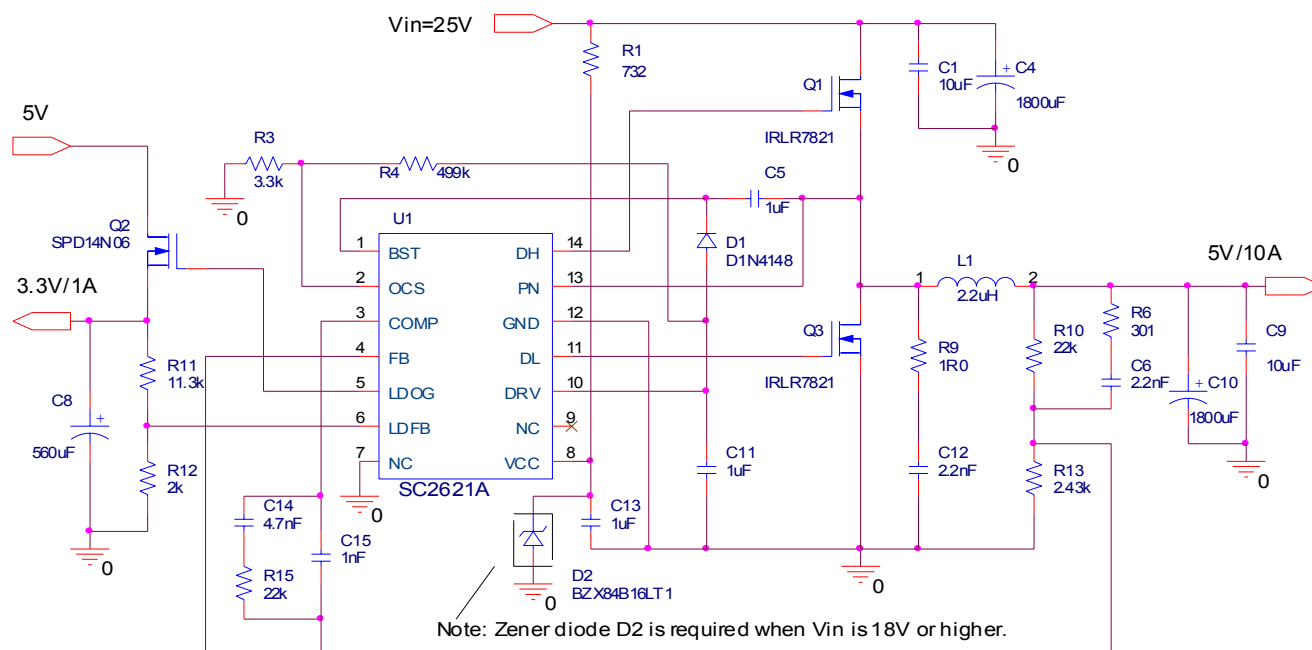 Vin=25V
R1
732
C1
10uF
C4
+
1800uF
0
Q1
IRLR7821
5V
R3
3.3k
0
R4
499k
C5
1uF
Q2
SPD14N06
U1
D1
D1N4148
3.3V/1A
5V/10A
1
BST
DH
14
2
OCS
PN
13
3
COMP
GND
12
4
FB
DL
11
5
LDOG
DRV
10
6
LDFB
NC
9
7
NC
VCC
8
SC2621A
0
L1
1
2
2.2uH
Q3
IRLR7821
R9
1R0
R10
22k
R6
301
C6
2.2nF
C10
+
1800uF
C9
10uF
0
R11
11.3k
C8
+
560uF
R12
2k
0
C14
4.7nF
C15
1nF
R15
22k
C11
1uF
C12
2.2nF
R13
2.43k
C13
1uF
0
D2
BZX84B16LT1
0
Note: Zener diode D2 is required when Vin is 18V or higher.